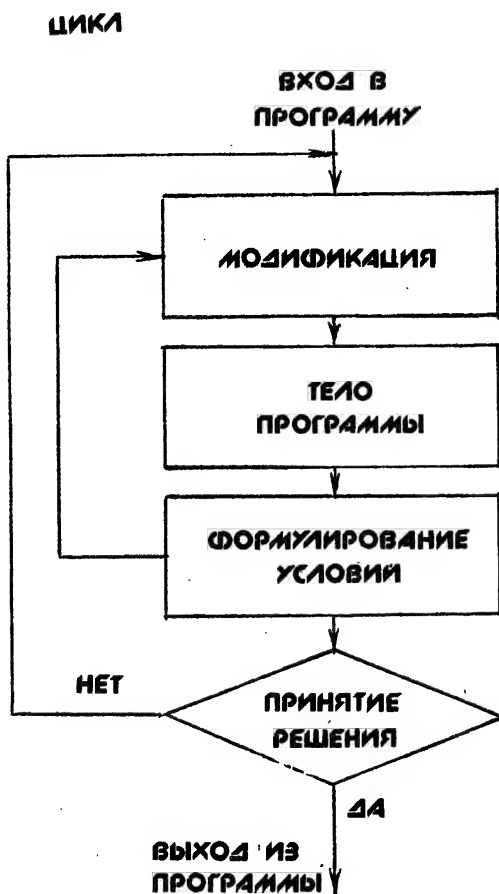 ЦИКЛ
ВХОД В
ПРОГРАММУ
МОДИФИКАЦИЯ
ТЕЛО
ПРОГРАММЫ
ФОРМУЛИРОВАНИЕ
УСЛОВИЙ
НЕТ
ПРИНЯТИЕ
РЕШЕНИЯ
ДА
ВЫХОД ИЗ
ПРОГРАММЫ